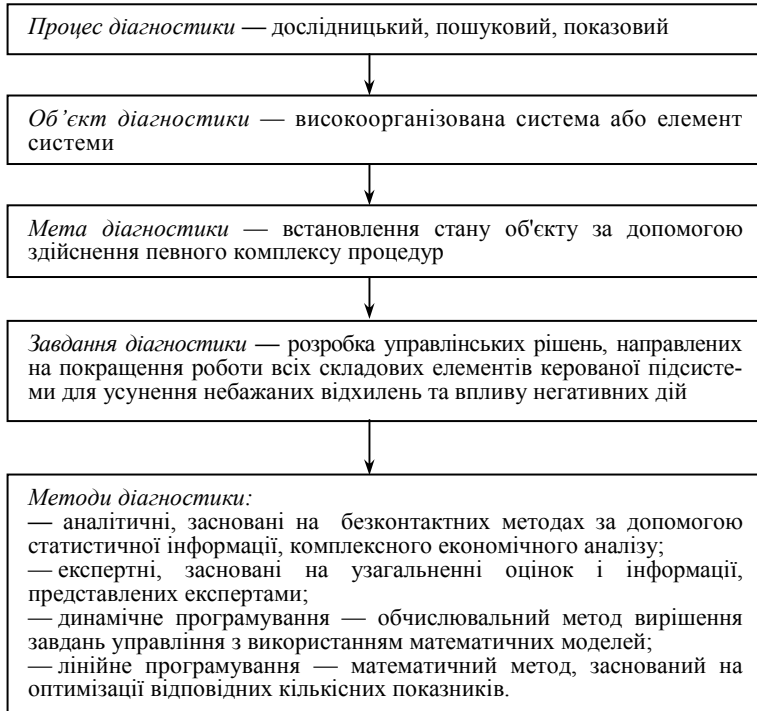 Процес діагностики — дослідницький, пошуковий, показовий
Об’єкт діагностики — високоорганізована система або елемент
системи
Мета діагностики — встановлення стану об'єкту за допомогою
здійснення певного комплексу процедур
Завдання діагностики — розробка управлінських рішень, направлених
на покращення роботи всіх складових елементів керованої підсисте-
ми для усунення небажаних відхилень та впливу негативних дій
Методи діагностики:
— аналітичні, засновані на безконтактних методах за допомогою
статистичної інформації, комплексного економічного аналізу;
— експертні, засновані на узагальненні оцінок і інформації,
представлених експертами;
— динамічне програмування — обчислювальний метод вирішення
завдань управління з використанням математичних моделей;
— лінійне програмування — математичний метод, заснований на
оптимізації відповідних кількісних показників.